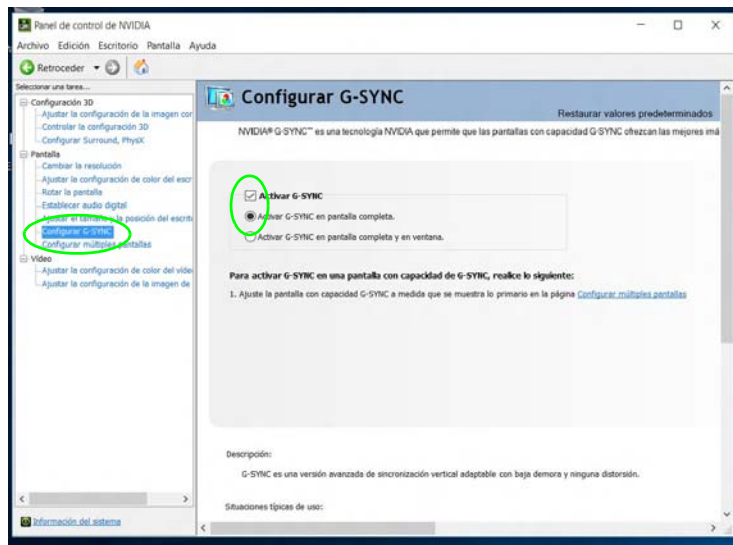 Panel de control de NVIDIA
Archivo Edición Escritorio Pantalla Ayuda
Retroceder
Seleccionar una tarea...
Configuración 3D
Ajustar la configuración de la imagen cor
Controlar la configuración 3D
Configurar Surround, PhysX
Pantalla
Cambiar la resolución
Ajustar la configuración de color del escr
Rotar la pantalla
Establecer audio digital
Ajustar el tamaño y la posición del escrito
Configurar G-SYNC
Configurar múltiples pantallas
Vídeo
Ajustar la configuración de color del víde
Ajustar la configuración de la imagen de
Información del sistema
Configurar G-SYNC
Restaurar valores predeterminados
NVIDIA® G-SYNC™ es una tecnología NVIDIA que permite que las pantallas con capacidad G-SYNC ofrezcan las mejores imá
Activar G-SYNC
Activar G-SYNC en pantalla completa.
Activar G-SYNC en pantalla completa y en ventana.
Para activar G-SYNC en una pantalla con capacidad de G-SYNC, realice lo siguiente:
1. Ajuste la pantalla con capacidad G-SYNC a medida que se muestra lo primario en la página Configurar múltiples pantallas
Descripción:
G-SYNC es una versión avanzada de sincronización vertical adaptable con baja demora y ninguna distorsión.
Situaciones típicas de uso: